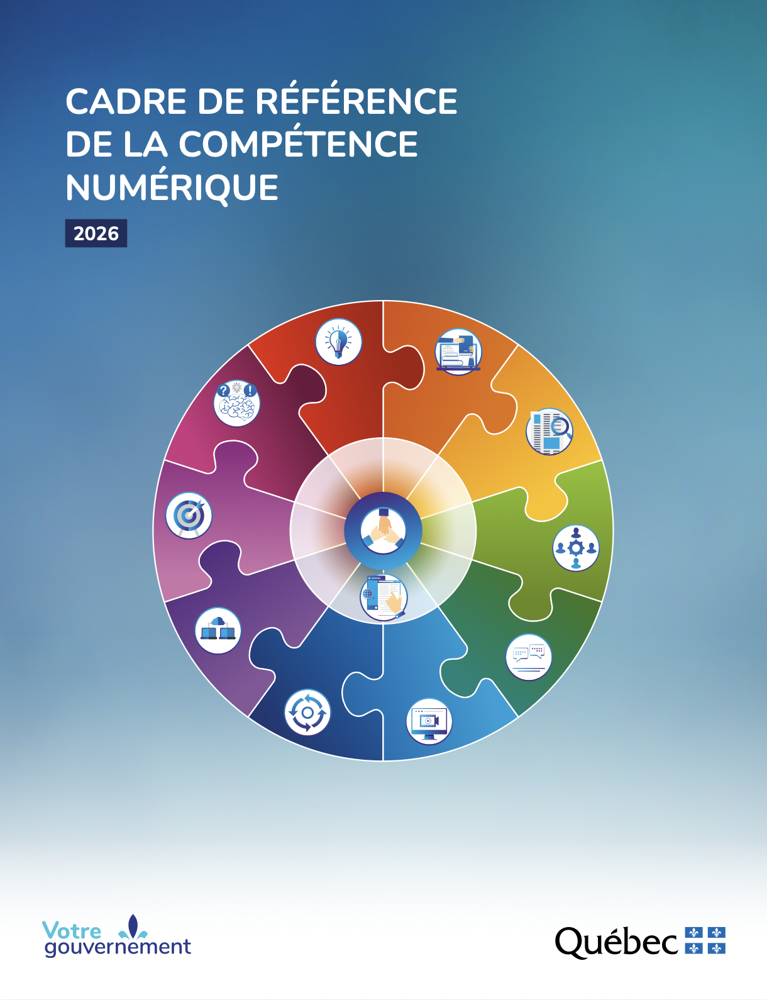 CADRE DE RÉFÉRENCE
DE LA COMPÉTENCE
NUMÉRIQUE
2026
? !
Votre
gouvernement
Québec